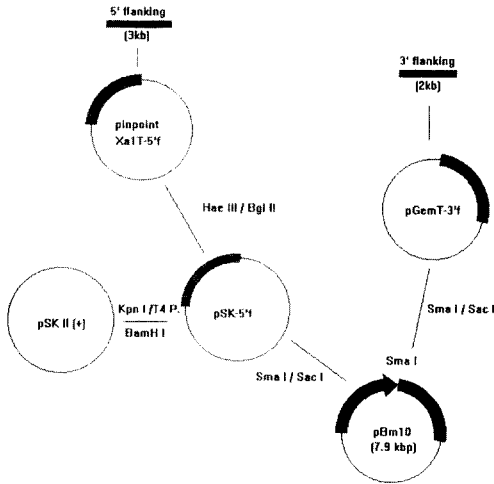 5' flanking
(3kb)
3' flanking
(2kb)
pinpoint
Xa1T-5'f
pGemT-3'f
Hae III / Bgl II
Kpn I /T4 P.
BamH I
pSK II (+)
pSK-5'f
Sma I / Sac I
Sma I / Sac I
Sma I
pBm10
(7.9 kbp)